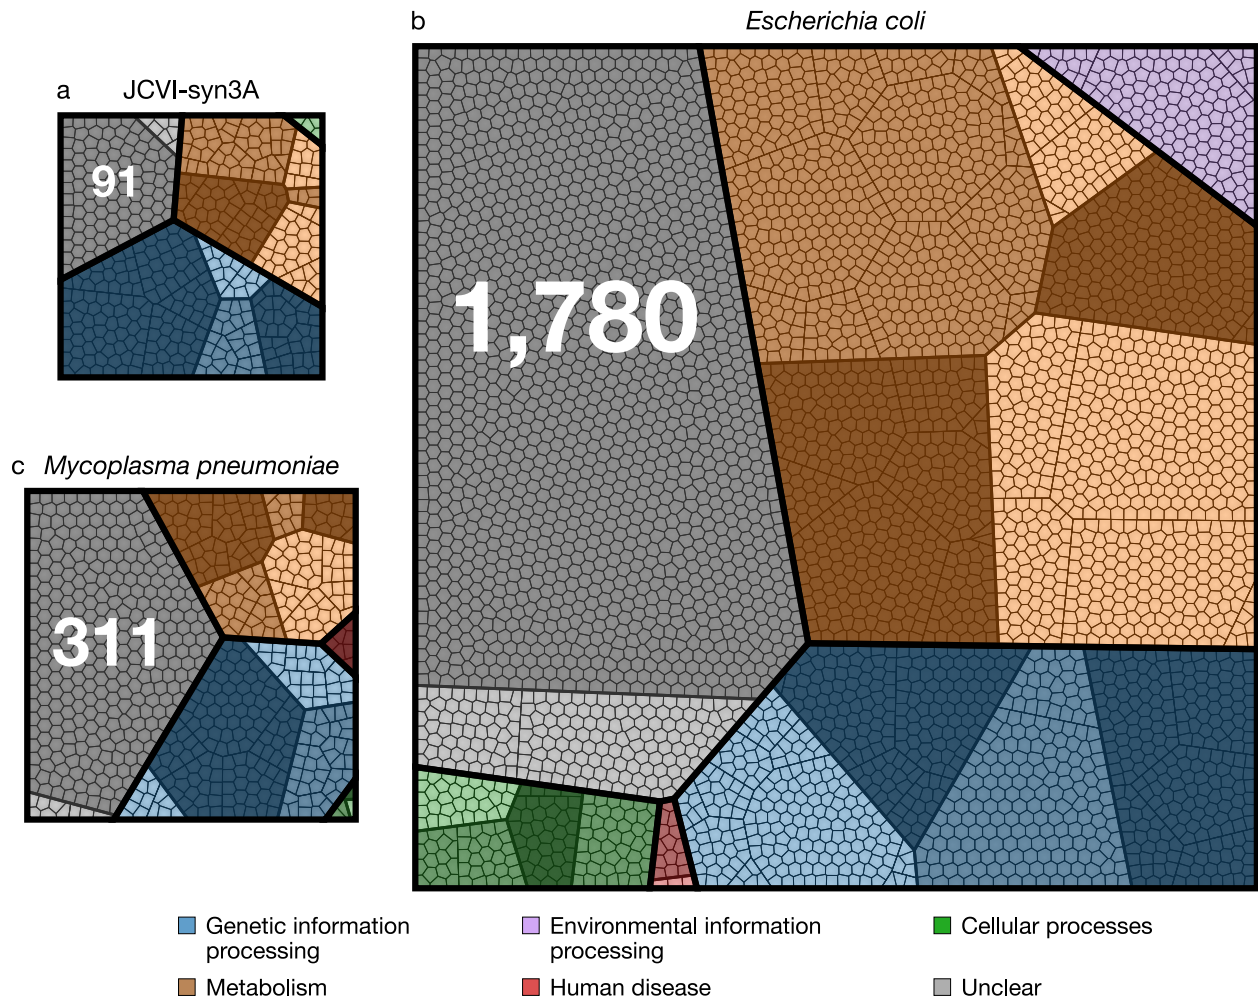 b
Escherichia coli
a
JCVI-syn3A
91
1,780
c
Mycoplasma pneumoniae
311
Genetic information
processing
Environmental information
processing
Cellular processes
Metabolism
Human disease
Unclear